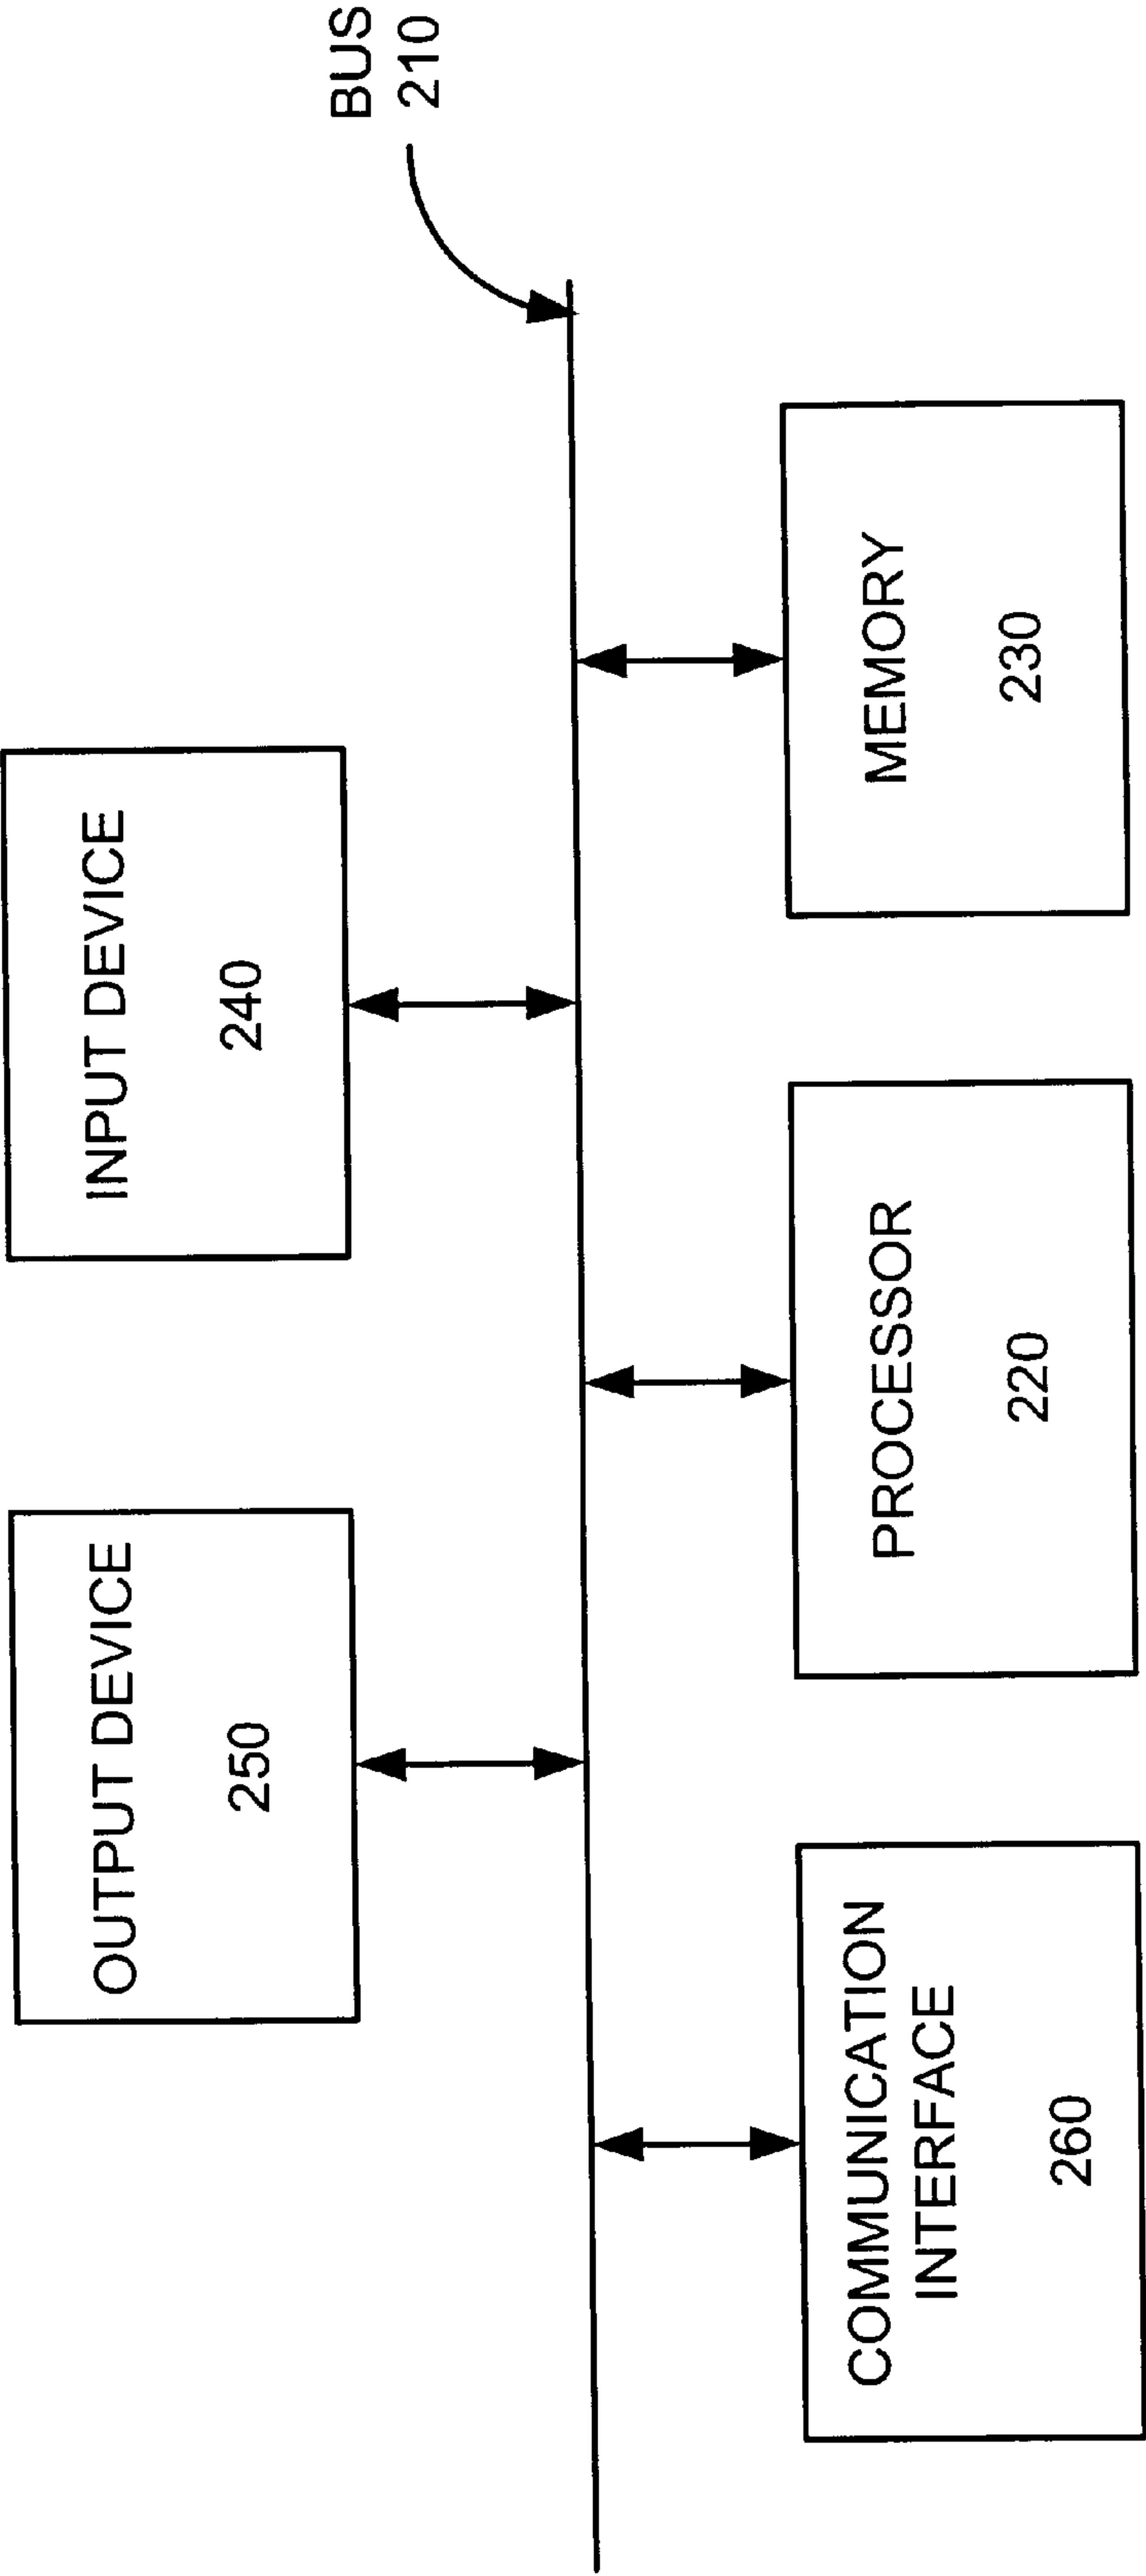 BUS
210
OUTPUT DEVICE
250
INPUT DEVICE
240
COMMUNICATION
INTERFACE
260
PROCESSOR
220
MEMORY
230